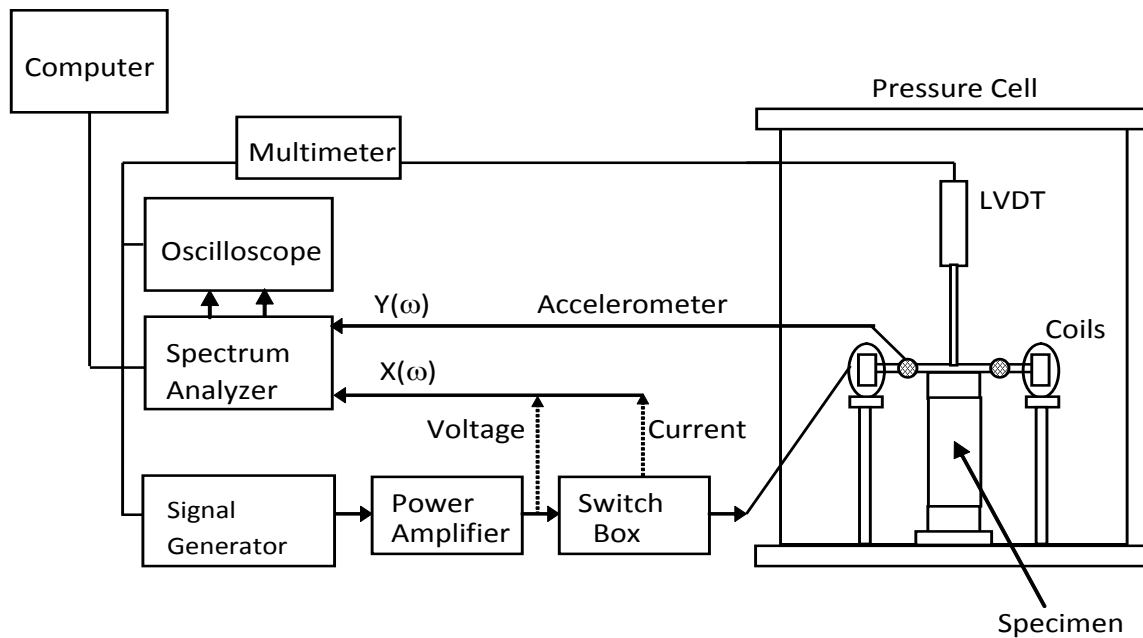 Computer
Pressure Cell
Multimeter
LVDT
Oscilloscope
Y(ω)
Accelerometer
Coils
Spectrum
Analyzer
X(ω)
Voltage
Current
Signal
Generator
Power
Amplifier
Switch
Box
Specimen